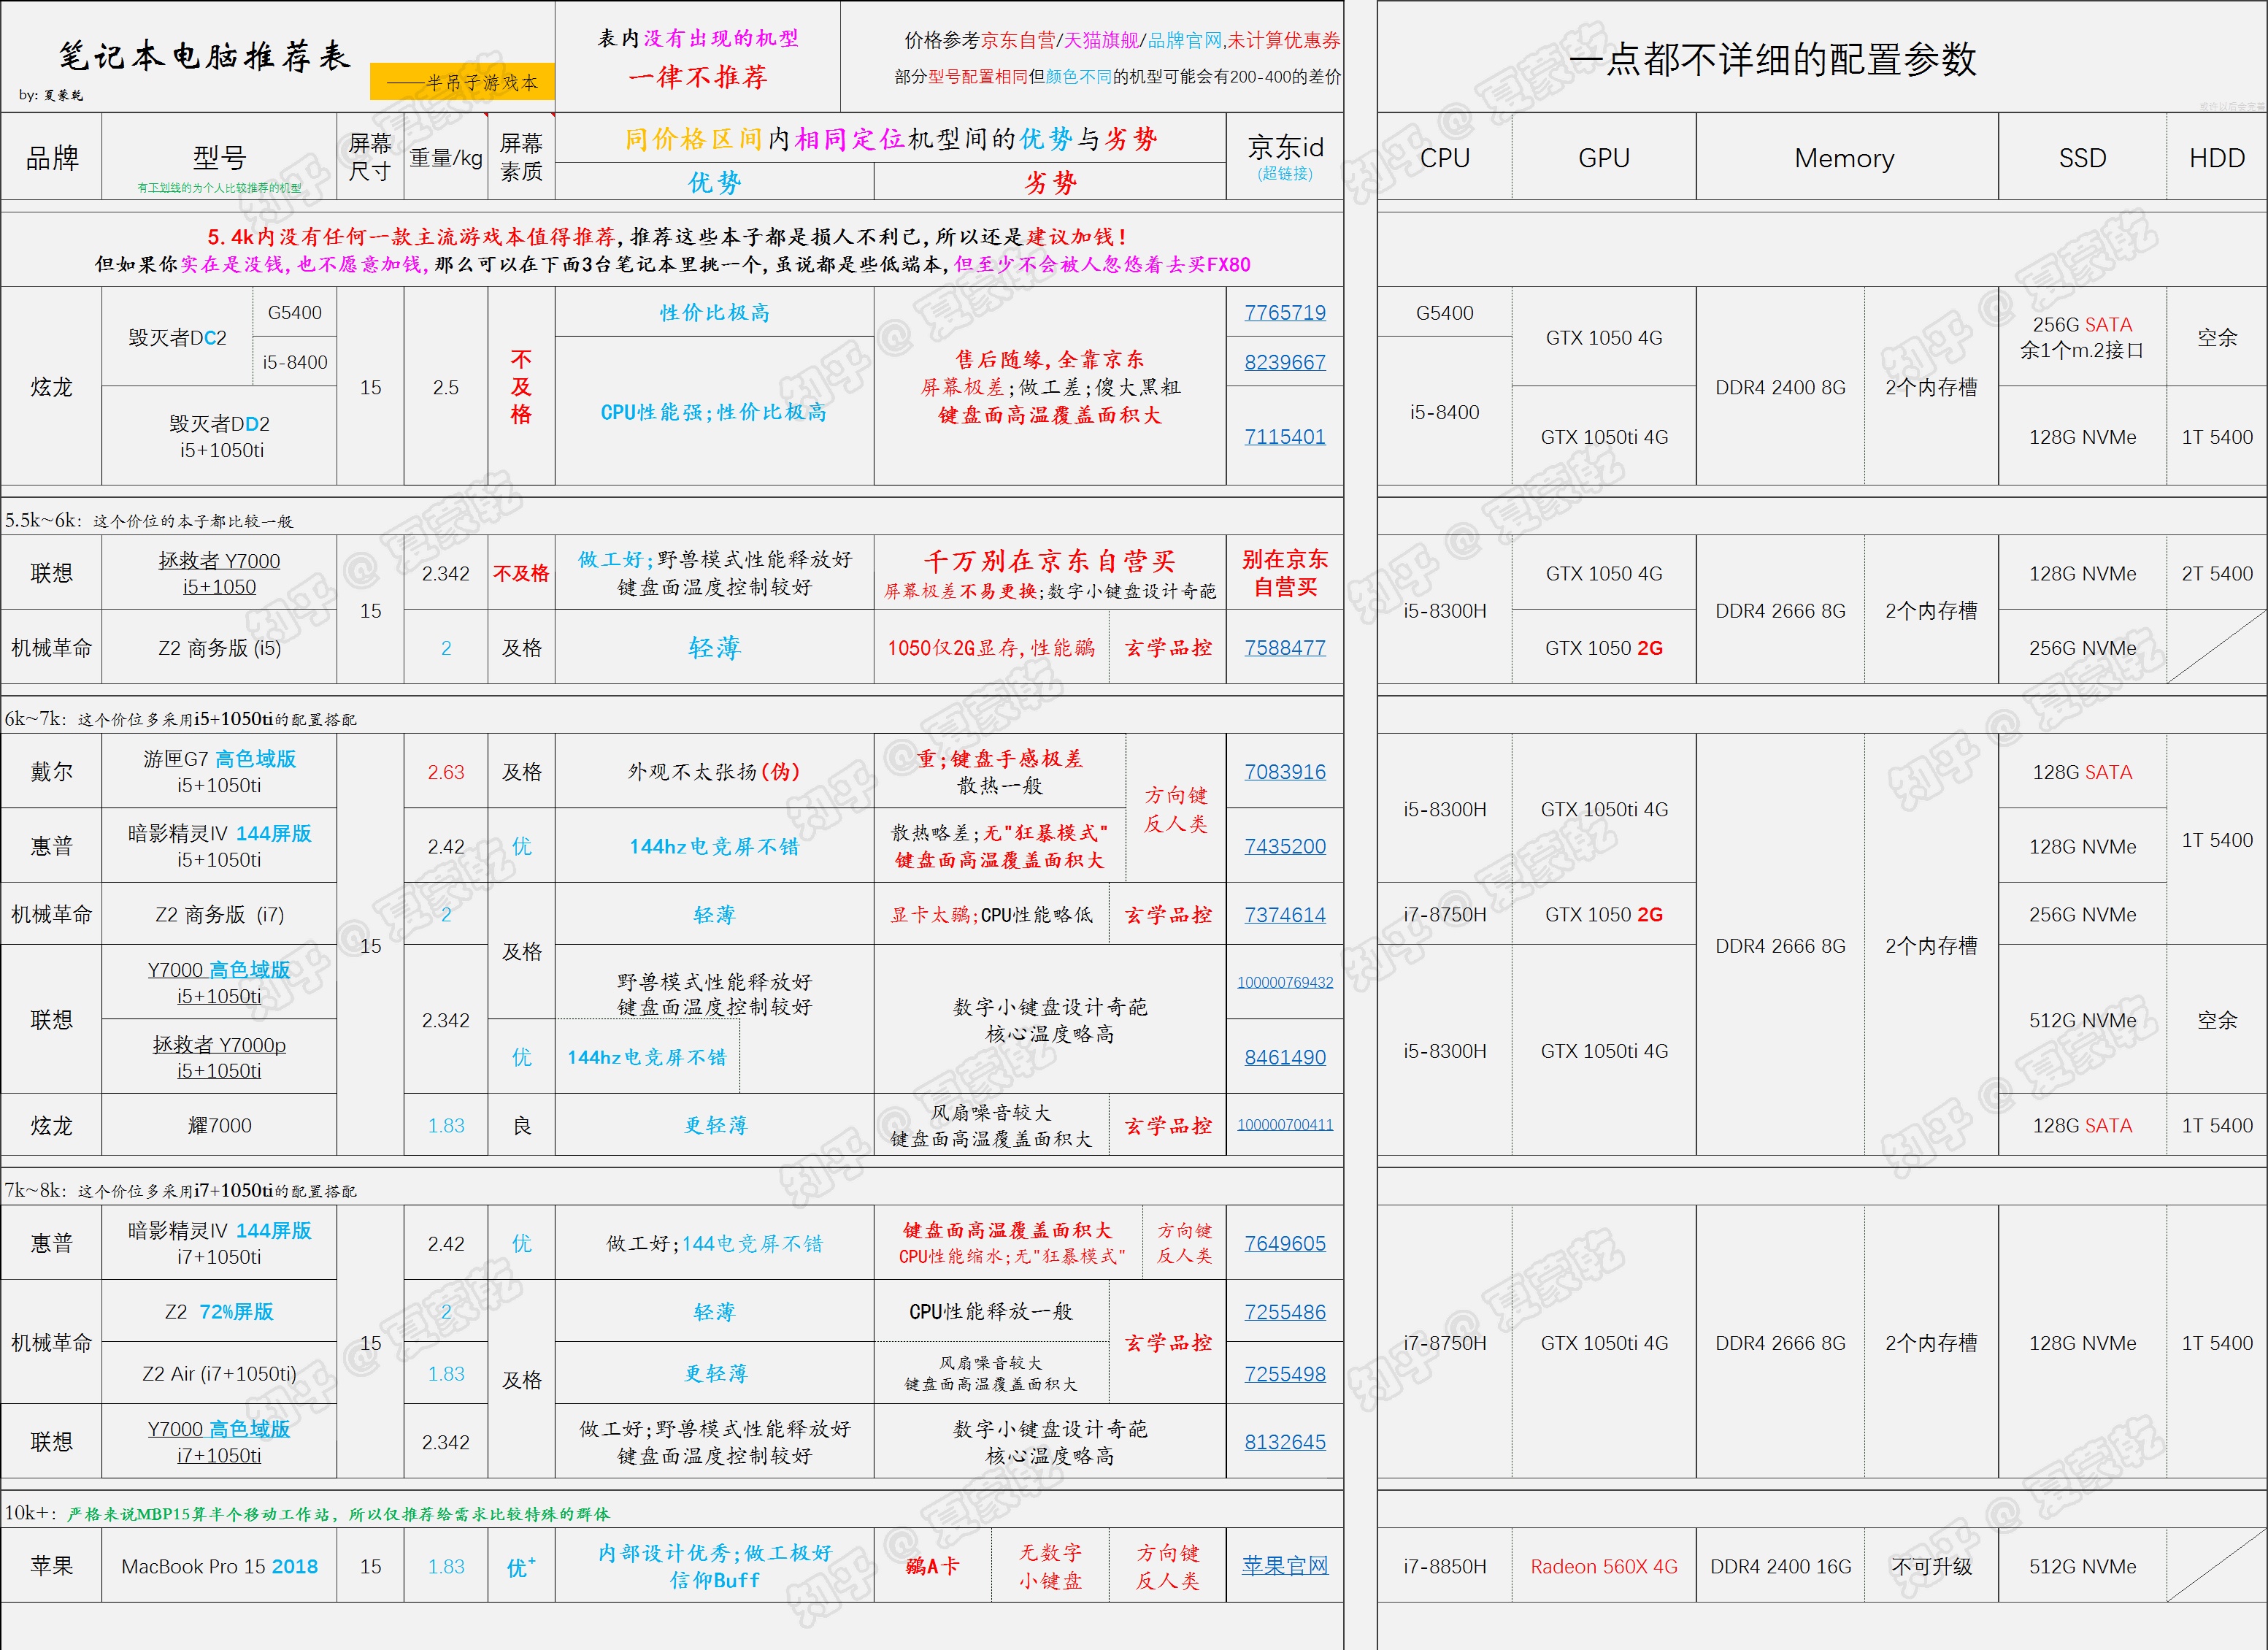 笔记本电脑推荐表
by: 夏蒙乾
——半吊子游戏本
表内没有出现的机型
一律不推荐
价格参考京东自营/天猫旗舰/品牌官网,未计算优惠券
部分型号配置相同但颜色不同的机型可能会有200-400的差价
一点都不详细的配置参数
或许以后会完善
品牌
型号
有下划线的为个人比较推荐的机型
屏幕
尺寸
重量/kg
屏幕
素质
同价格区间内相同定位机型间的优势与劣势
优势
劣势
京东id
(超链接)
CPU
GPU
Memory
SSD
HDD
5.4k内没有任何一款主流游戏本值得推荐,推荐这些本子都是损人不利己,所以还是建议加钱!
但如果你实在是没钱,也不愿意加钱,那么可以在下面3台笔记本里挑一个,虽说都是些低端本,但至少不会被人忽悠着去买FX80
炫龙
毁灭者DC2
G5400
i5-8400
毁灭者DD2
i5+1050ti
15
2.5
不
及
格
性价比极高
CPU性能强;性价比极高
售后随缘,全靠京东
屏幕极差;做工差;傻大黑粗
键盘面高温覆盖面积大
7765719
8239667
7115401
G5400
i5-8400
GTX 1050 4G
GTX 1050ti 4G
DDR4 2400 8G
2个内存槽
256G SATA
余1个m.2接口
128G NVMe
空余
1T 5400
5.5k~6k: 这个价位的本子都比较一般
联想
拯救者 Y7000
i5+1050
15
2.342
不及格
做工好;野兽模式性能释放好
键盘面温度控制较好
千万别在京东自营买
屏幕极差不易更换;数字小键盘设计奇葩
别在京东
自营买
i5-8300H
GTX 1050 4G
DDR4 2666 8G
2个内存槽
128G NVMe
2T 5400
机械革命
Z2 商务版 (i5)
2
及格
轻薄
1050仅2G显存,性能鶸
玄学品控
7588477
GTX 1050 2G
256G NVMe
6k~7k: 这个价位多采用i5+1050ti的配置搭配
戴尔
游匣G7 高色域版
i5+1050ti
15
2.63
及格
外观不太张扬(伪)
重;键盘手感极差
散热一般
方向键
反人类
7083916
i5-8300H
GTX 1050ti 4G
DDR4 2666 8G
2个内存槽
128G SATA
1T 5400
惠普
暗影精灵IV 144屏版
i5+1050ti
2.42
优
144hz电竞屏不错
散热略差;无"狂暴模式"
键盘面高温覆盖面积大
7435200
128G NVMe
机械革命
Z2 商务版 (i7)
2
及格
轻薄
显卡太鶸;CPU性能略低
玄学品控
7374614
i7-8750H
GTX 1050 2G
256G NVMe
联想
Y7000 高色域版
i5+1050ti
拯救者 Y7000p
i5+1050ti
2.342
优
野兽模式性能释放好
键盘面温度控制较好
144hz电竞屏不错
数字小键盘设计奇葩
核心温度略高
100000769432
8461490
i5-8300H
GTX 1050ti 4G
512G NVMe
空余
炫龙
耀7000
1.83
良
更轻薄
风扇噪音较大
键盘面高温覆盖面积大
玄学品控
100000700411
128G SATA
1T 5400
7k~8k: 这个价位多采用i7+1050ti的配置搭配
惠普
暗影精灵IV 144屏版
i7+1050ti
15
2.42
优
做工好;144电竞屏不错
键盘面高温覆盖面积大
CPU性能缩水;无"狂暴模式"
方向键
反人类
7649605
i7-8750H
GTX 1050ti 4G
DDR4 2666 8G
2个内存槽
128G NVMe
1T 5400
机械革命
Z2 72%屏版
2
轻薄
CPU性能释放一般
玄学品控
7255486
Z2 Air (i7+1050ti)
1.83
及格
更轻薄
风扇噪音较大
键盘面高温覆盖面积大
7255498
联想
Y7000 高色域版
i7+1050ti
2.342
做工好;野兽模式性能释放好
键盘面温度控制较好
数字小键盘设计奇葩
核心温度略高
8132645
10k+: 严格来说MBP15算半个移动工作站，所以仅推荐给需求比较特殊的群体
苹果
MacBook Pro 15 2018
15
1.83
优+
内部设计优秀;做工极好
信仰Buff
鶸A卡
无数字
小键盘
方向键
反人类
苹果官网
i7-8850H
Radeon 560X 4G
DDR4 2400 16G
不可升级
512G NVMe
知乎 @ 夏蒙乾